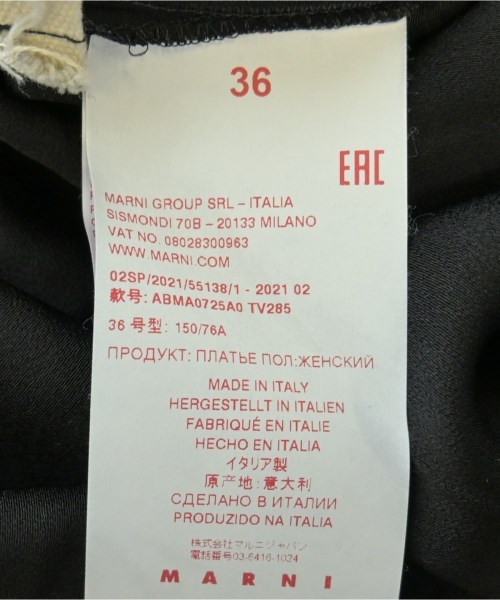 36
EAC
MARNI GROUP SRL – ITALIA
SISMONDI 70B – 20133 MILANO
VAT NO. 08028300963
WWW.MARNI.COM
02SP/2021/55138/1 - 2021 02
款号: ABMA0725A0 TV285
36 号型: 150/76A
ПРОДУКТ: ПЛАТЬЕ ПОЛ:ЖЕНСКИЙ
MADE IN ITALY
HERGESTELLT IN ITALIEN
FABRIQUÉ EN ITALIE
HECHO EN ITALIA
イタリア製
原产地: 意大利
СДЕЛАНО В ИТАЛИИ
PRODUZIDO NA ITALIA
株式会社マルニジャパン
電話番号03-6416-1024
MARNI